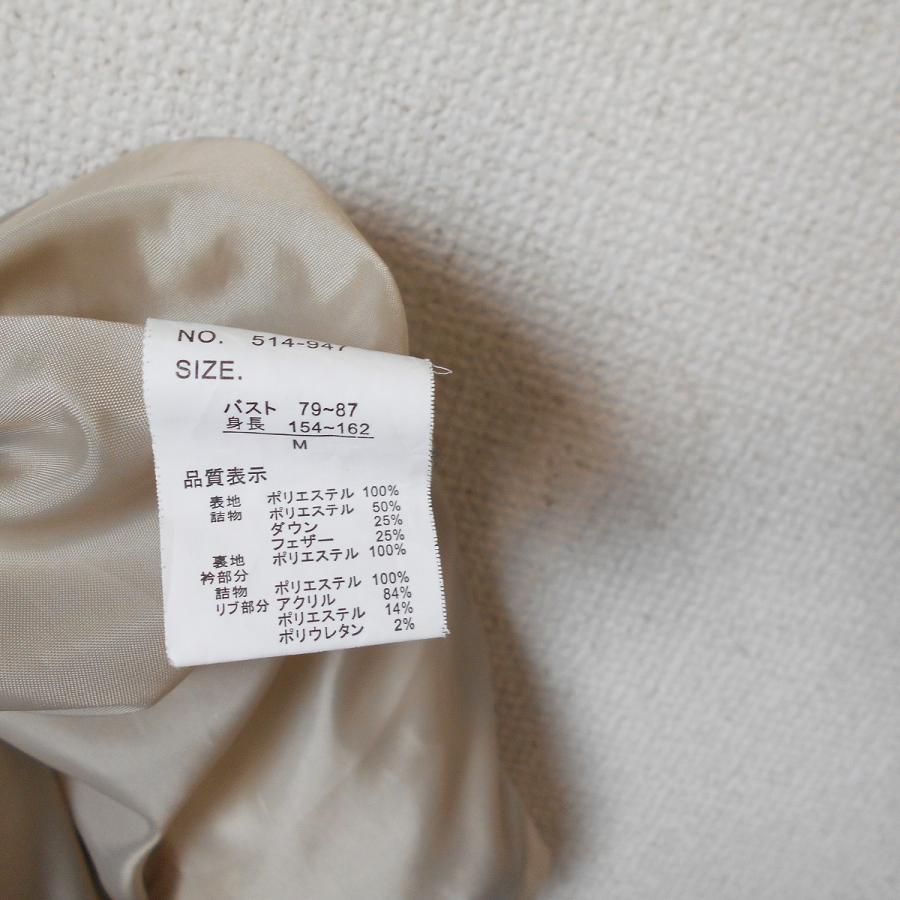 NO. 514-947
SIZE.
バスト 79~87
身長 154~162
M
品質表示
表地 ポリエステル 100%
詰物 ポリエステル 50%
ダウン 25%
フェザー 25%
裏地 ポリエステル 100%
衿部分
詰物 ポリエステル 100%
リブ部分 アクリル 84%
ポリエステル 14%
ポリウレタン 2%